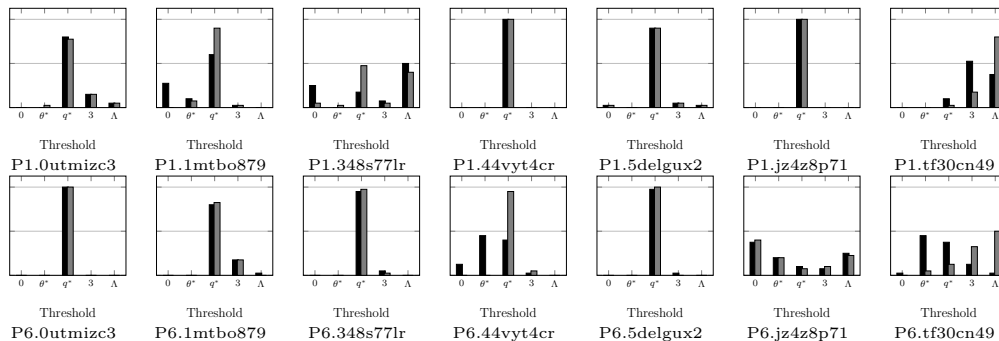 0 θ* q* 3 Λ 0 θ* q* 3 Λ 0 θ* q* 3 Λ 0 θ* q* 3 Λ 0 θ* q* 3 Λ 0 θ* q* 3 Λ 0 θ* q* 3 Λ
Threshold Threshold Threshold Threshold Threshold Threshold Threshold
P1.0utmizc3 P1.1mtbo879 P1.348s77lr P1.44vyt4cr P1.5delgux2 P1.jz4z8p71 P1.tf30cn49
0 θ* q* 3 Λ 0 θ* q* 3 Λ 0 θ* q* 3 Λ 0 θ* q* 3 Λ 0 θ* q* 3 Λ 0 θ* q* 3 Λ 0 θ* q* 3 Λ
Threshold Threshold Threshold Threshold Threshold Threshold Threshold
P6.0utmizc3 P6.1mtbo879 P6.348s77lr P6.44vyt4cr P6.5delgux2 P6.jz4z8p71 P6.tf30cn49